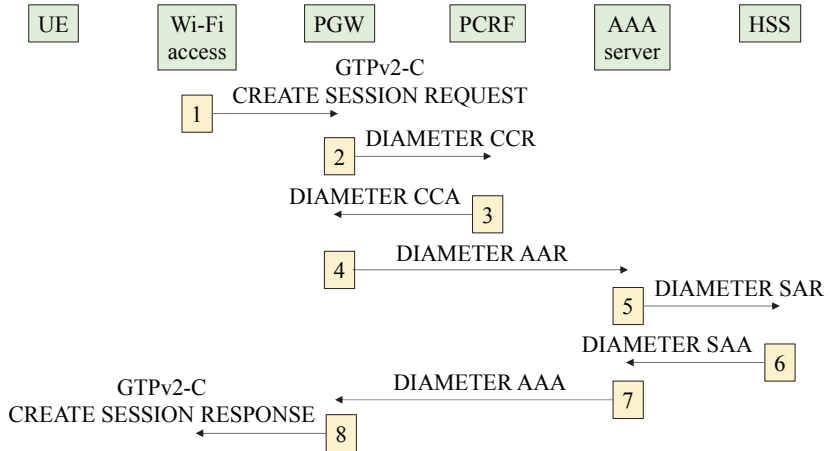 UE
Wi-Fi
access
PGW
PCRF
AAA
server
HSS
GTPv2-C
CREATE SESSION REQUEST
1
DIAMETER CCR
2
DIAMETER CCA
3
4
DIAMETER AAR
5
DIAMETER SAR
DIAMETER SAA
6
DIAMETER AAA
7
GTPv2-C
CREATE SESSION RESPONSE
8